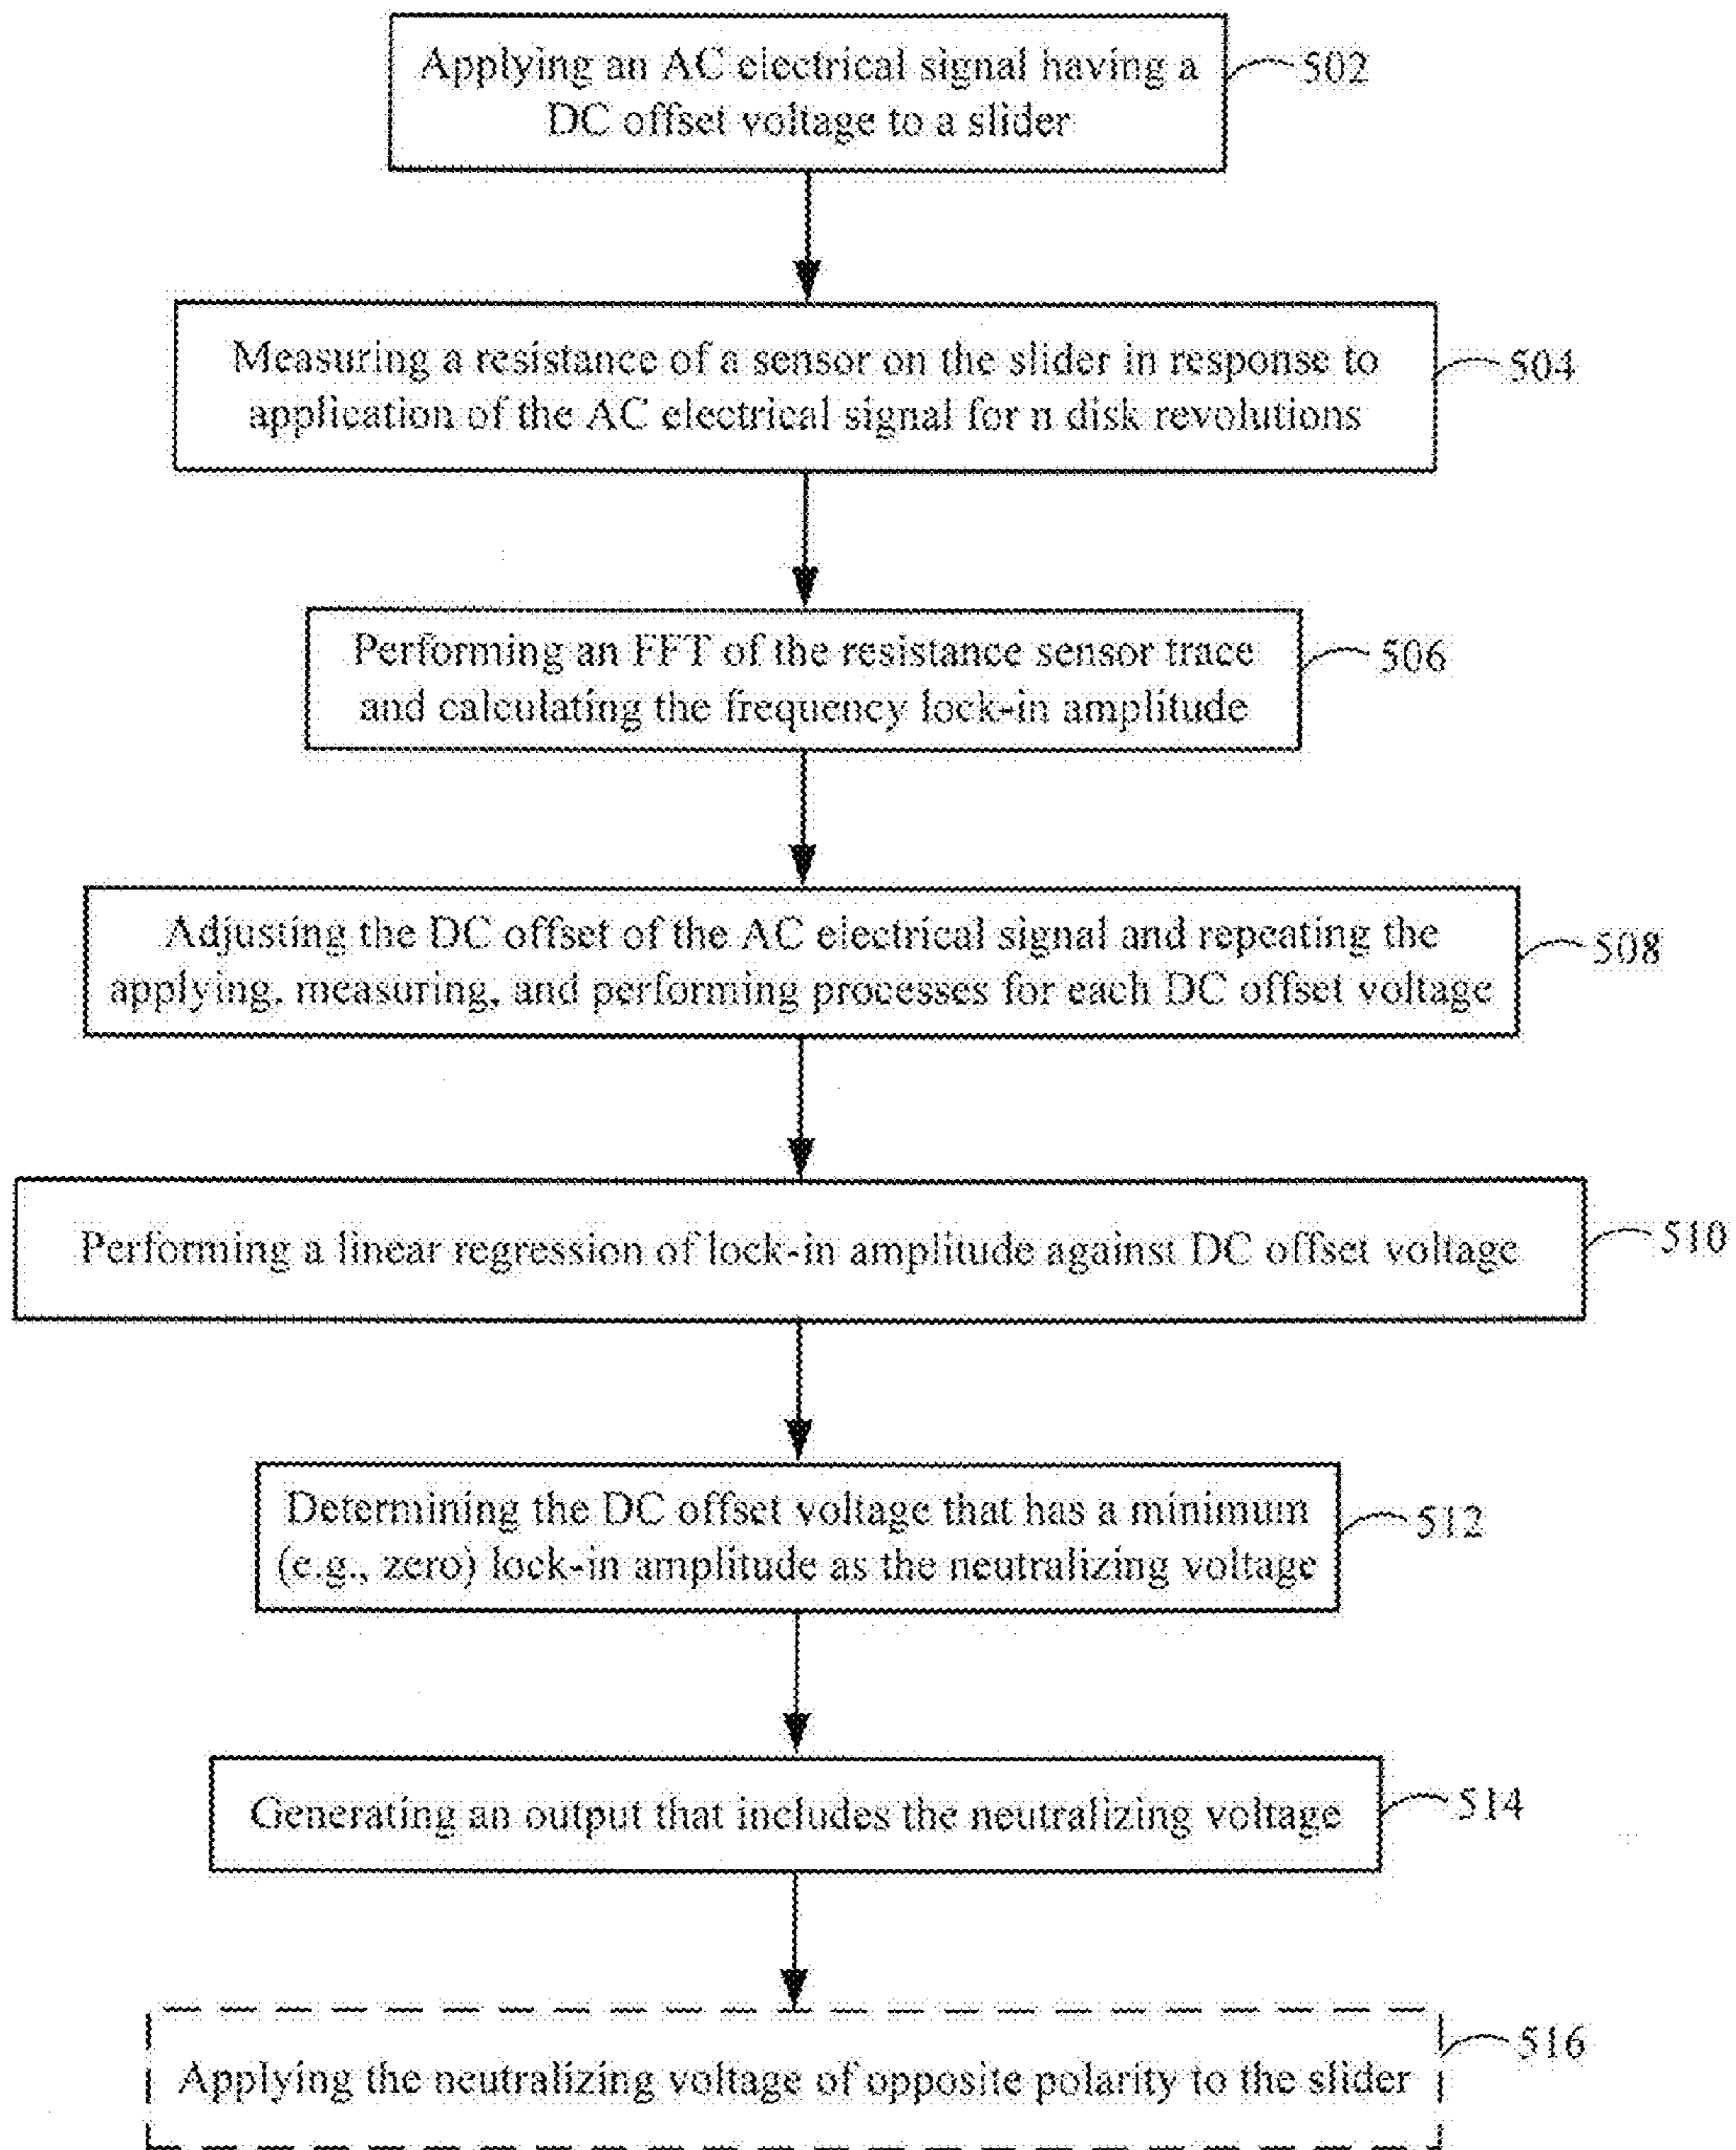 Applying an AC electrical signal having a
DC offset voltage to a slider
502
Measuring a resistance of a sensor on the slider in response to
application of the AC electrical signal for n disk revolutions
504
Performing an FFT of the resistance sensor trace
and calculating the frequency lock-in amplitude
506
Adjusting the DC offset of the AC electrical signal and repeating the
applying, measuring, and performing processes for each DC offset voltage
508
Performing a linear regression of lock-in amplitude against DC offset voltage
510
Determining the DC offset voltage that has a minimum
(e.g., zero) lock-in amplitude as the neutralizing voltage
512
Generating an output that includes the neutralizing voltage
514
Applying the neutralizing voltage of opposite polarity to the slider
516